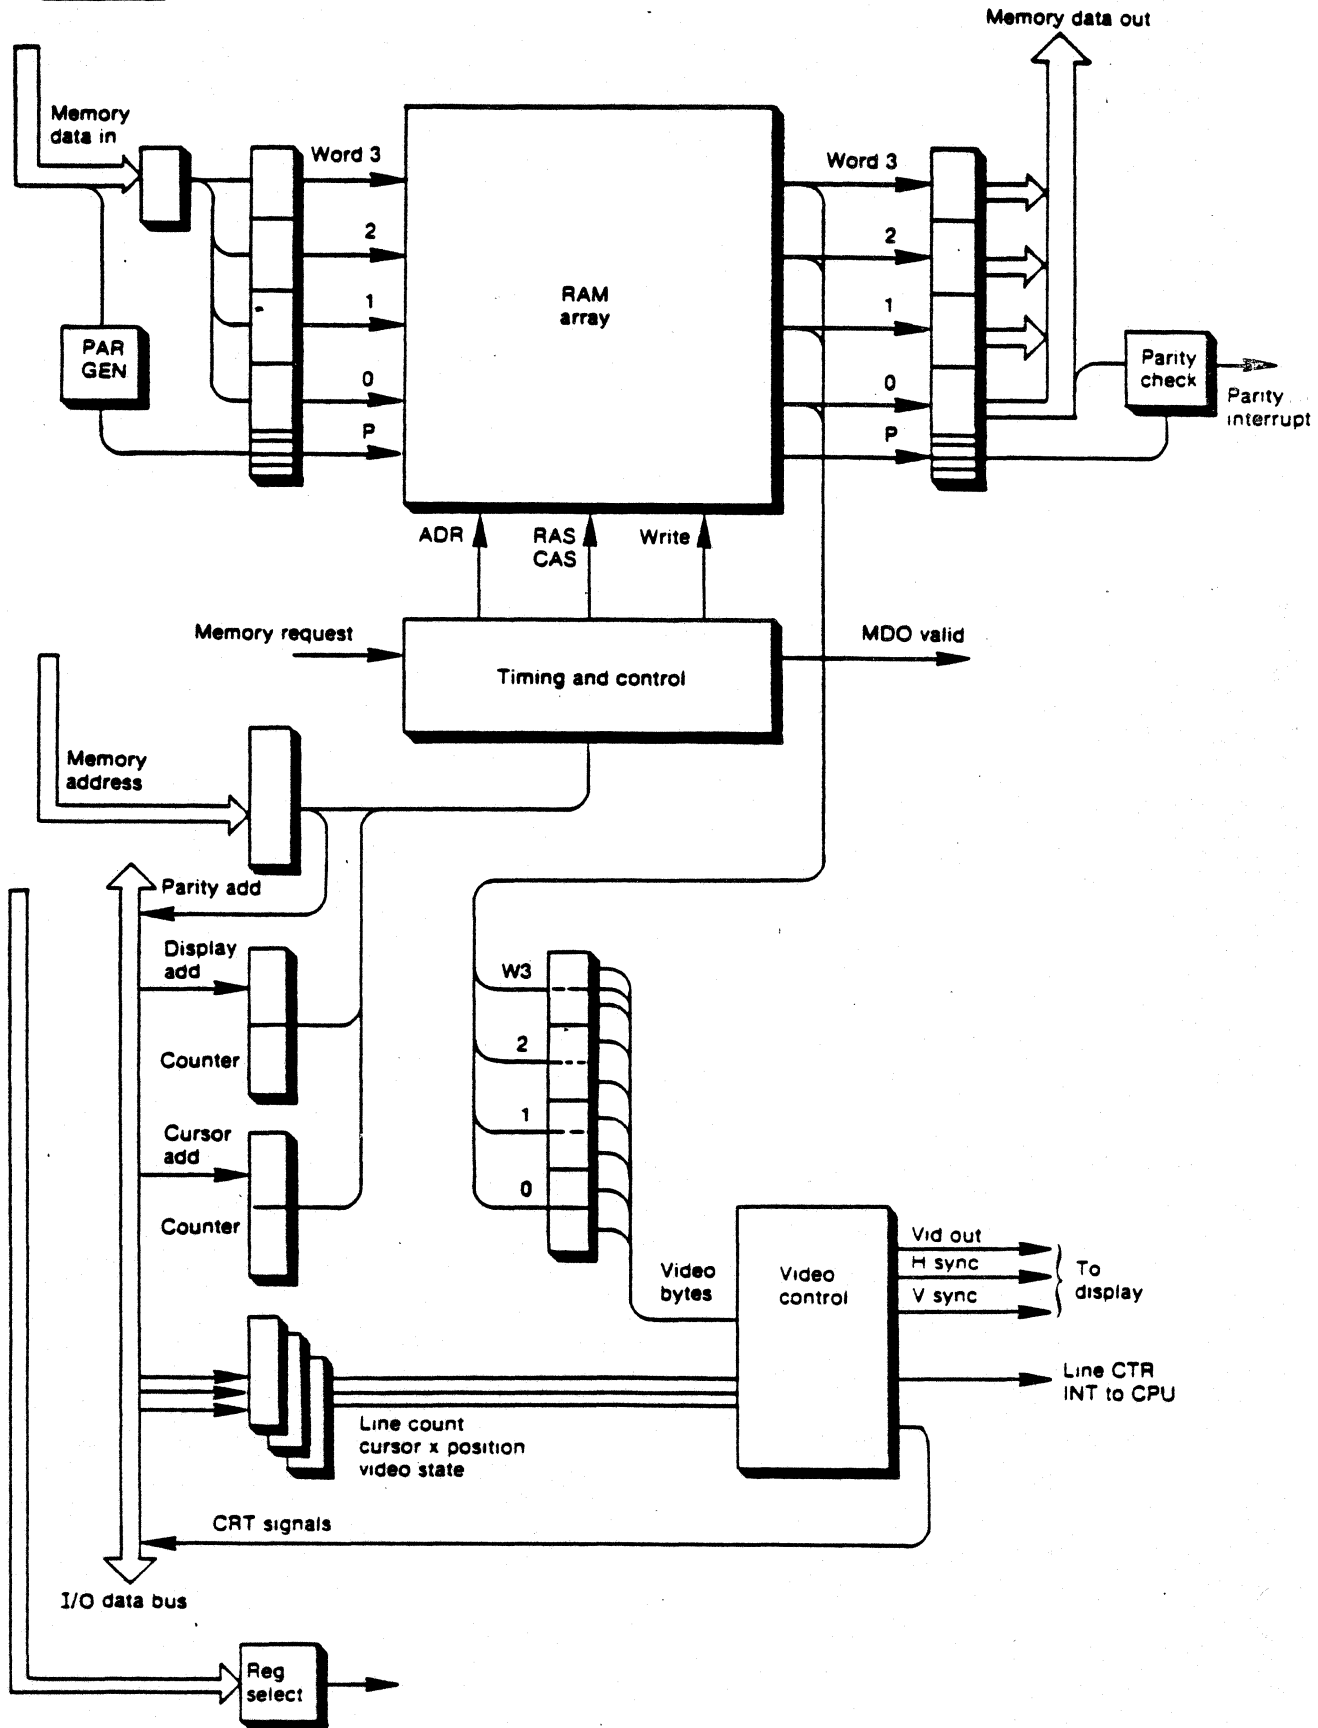 Memory data out
Memory
data in
Word 3
2
1
0
P
PAR
GEN
RAM
array
Word 3
2
1
0
P
Parity
check
Parity
interrupt
ADR
RAS
CAS
Write
Memory request
Timing and control
MDO valid
Memory
address
Parity add
Display
add
Counter
Cursor
add
Counter
W3
2
1
0
Video
bytes
Video
control
Vid out
H sync
V sync
To
display
Line CTR
INT to CPU
Line count
cursor x position
video state
CRT signals
I/O data bus
Reg
select